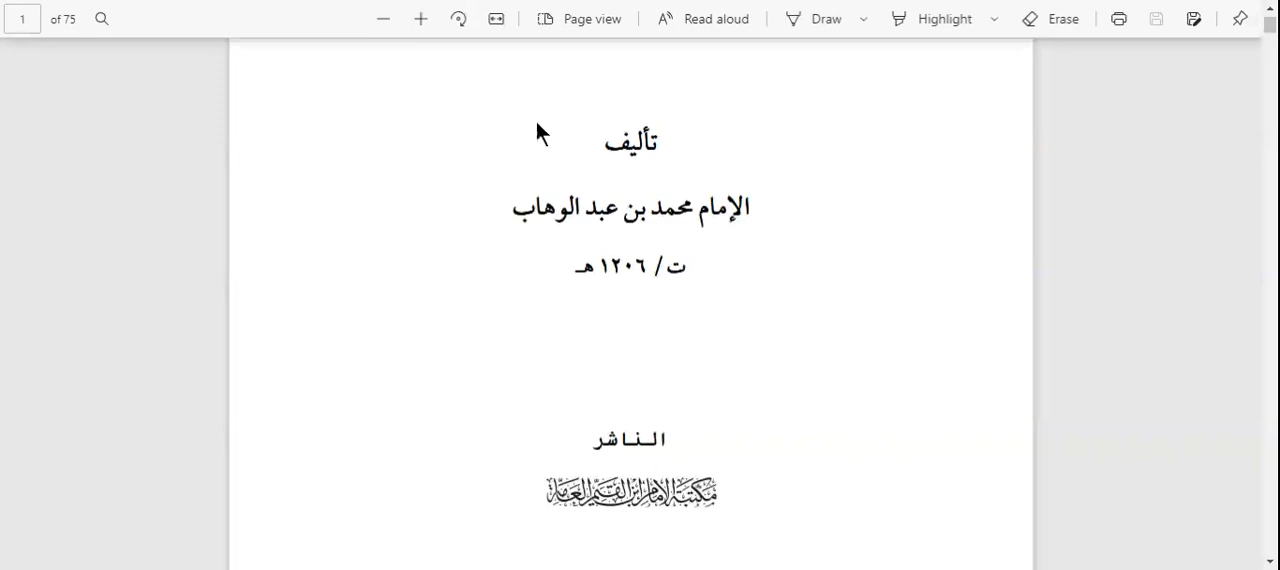 1 of 75 Page view Read aloud Draw Highlight Erase
تأليف
الإمام محمد بن عبد الوهاب
ت / ١٢٠٦ هـ
الناشر
مكتبة الإمام ابن القيم العامة